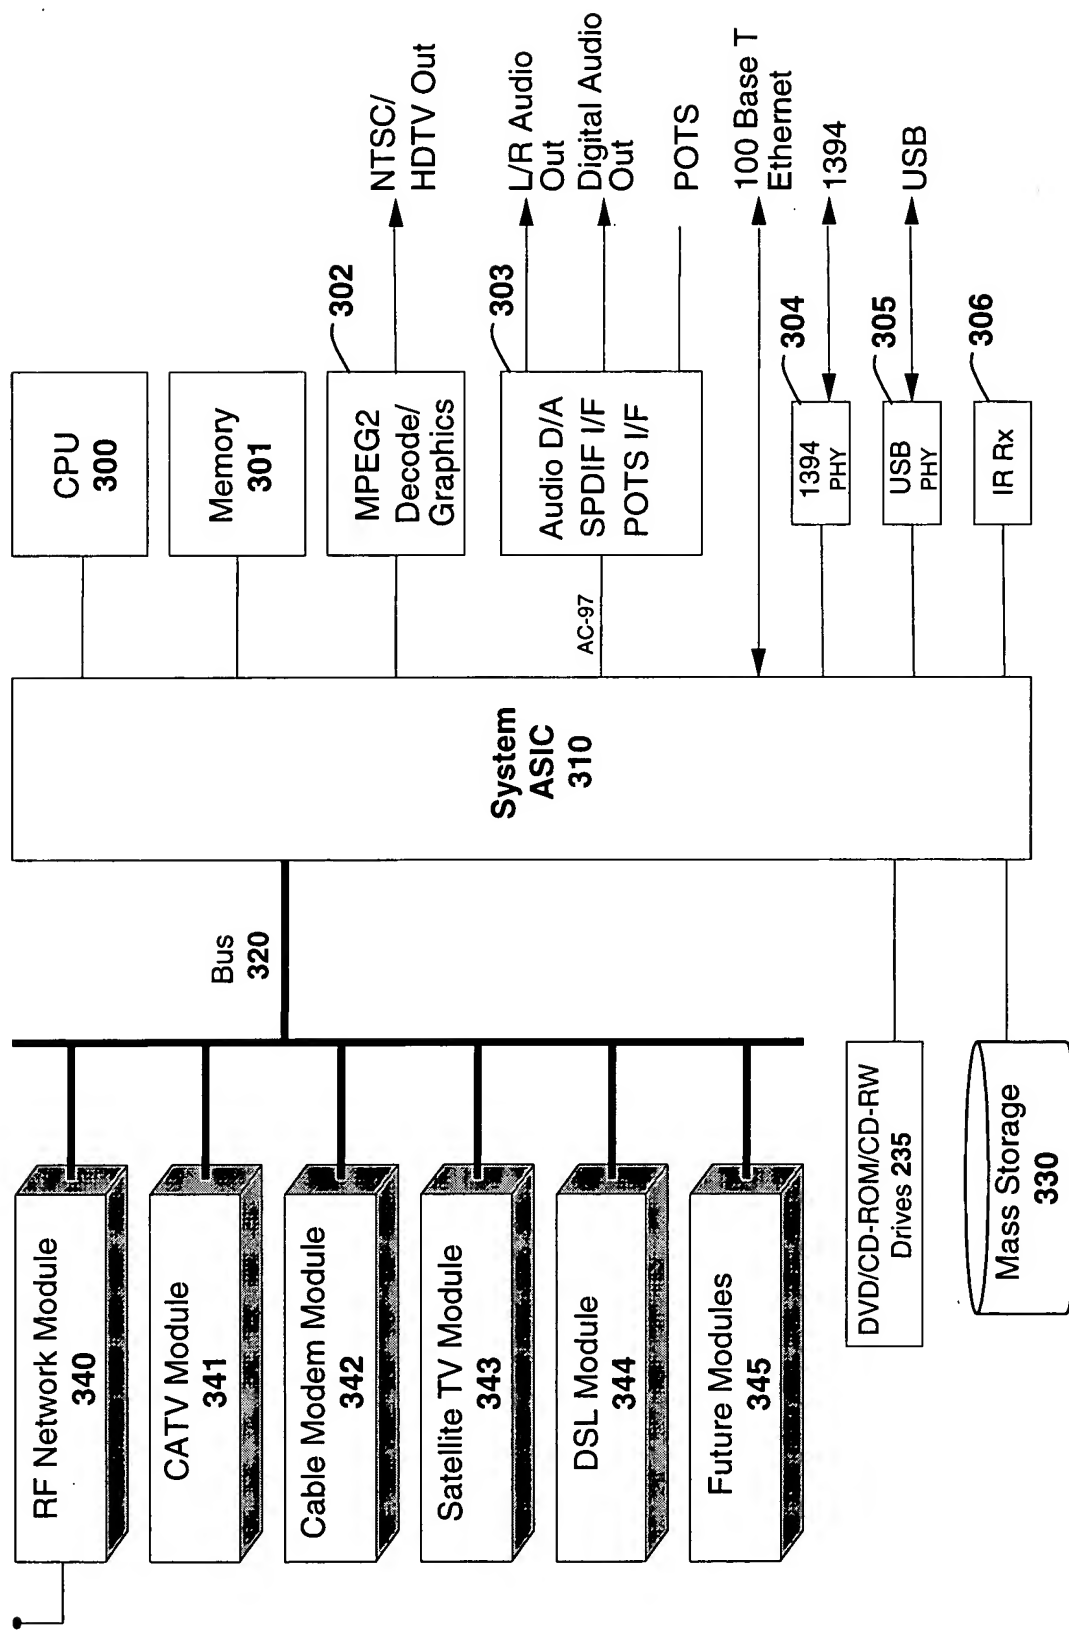 RF Network Module
340
CATV Module
341
Cable Modem Module
342
Satellite TV Module
343
DSL Module
344
Future Modules
345
DVD/CD-ROM/CD-RW
Drives 235
Mass Storage
330
Bus
320
System
ASIC
310
CPU
300
Memory
301
MPEG2
Decode/
Graphics
302
NTSC/
HDTV Out
AC-97
Audio D/A
SPDIF I/F
POTS I/F
303
L/R Audio
Out
Digital Audio
Out
POTS
100 Base T
Ethernet
1394
PHY
304
1394
USB
PHY
305
USB
IR Rx
306